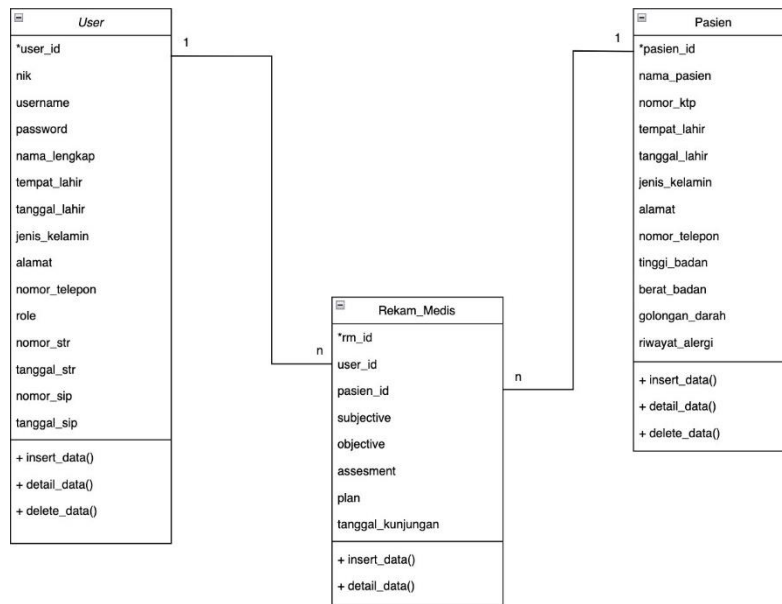 User
*user_id
nik
username
password
nama_lengkap
tempat_lahir
tanggal_lahir
jenis_kelamin
alamat
nomor_telepon
role
nomor_str
tanggal_str
nomor_sip
tanggal_sip
+ insert_data()
+ detail_data()
+ delete_data()
1
n
Rekam_Medis
*rm_id
user_id
pasien_id
subjective
objective
assesment
plan
tanggal_kunjungan
+ insert_data()
+ detail_data()
1
n
Pasien
*pasien_id
nama_pasien
nomor_ktp
tempat_lahir
tanggal_lahir
jenis_kelamin
alamat
nomor_telepon
tinggi_badan
berat_badan
golongan_darah
riwayat_alergi
+ insert_data()
+ detail_data()
+ delete_data()